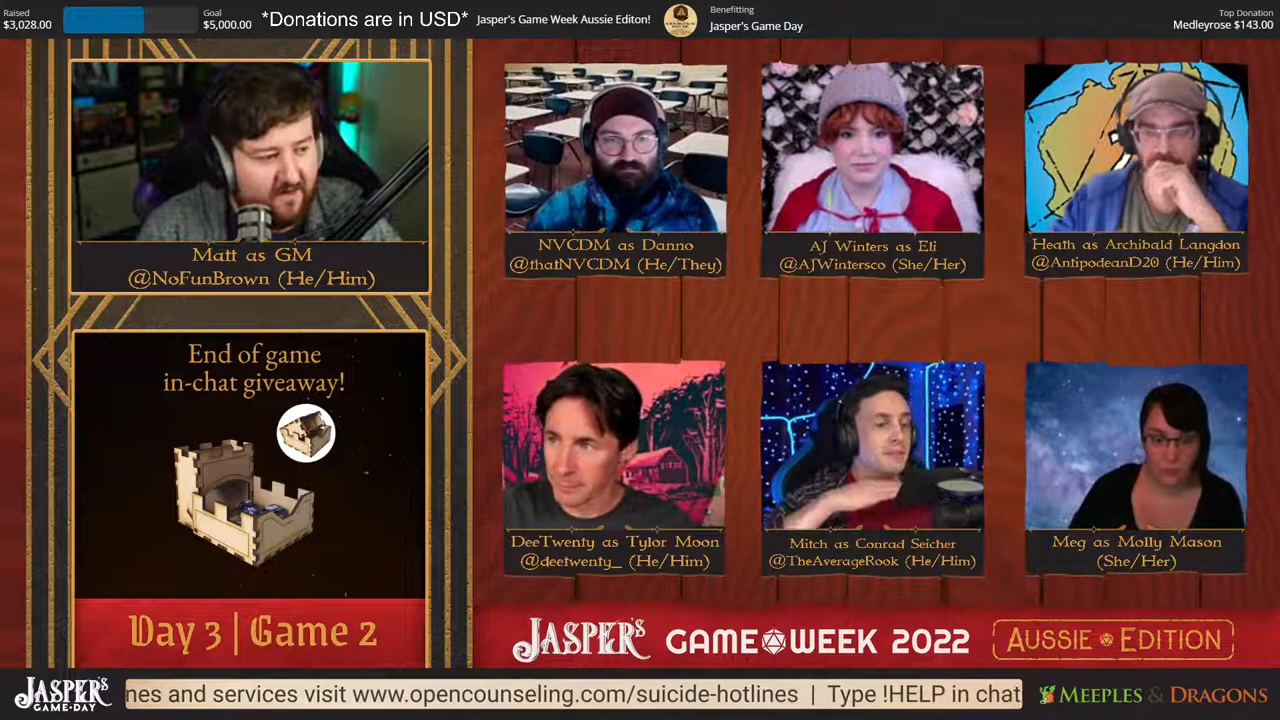 Raised
$3,028.00
Goal
$5,000.00
*Donations are in USD*
Jasper's Game Week Aussie Editon!
Benefitting
Jasper's Game Day
Top Donation
Medleyrose $143.00
Matt as GM
@NoFunBrown (He/Him)
NVCDM as Danno
@thatNVCDM (He/They)
AJ Winters as Eli
@AJWintersco (She/Her)
Heath as Archibald Langdon
@AntipodeanD20 (He/Him)
End of game
in-chat giveaway!
DeeTwenty as Tylor Moon
@deetwenty_ (He/Him)
Mitch as Conrad Seicher
@TheAverageRook (He/Him)
Meg as Molly Mason
(She/Her)
Day 3 | Game 2
JASPER'S GAME WEEK 2022
AUSSIE EDITION
JASPER'S
GAME·DAY
nes and services visit www.opencounseling.com/suicide-hotlines | Type !HELP in chat
MEEPLES & DRAGONS